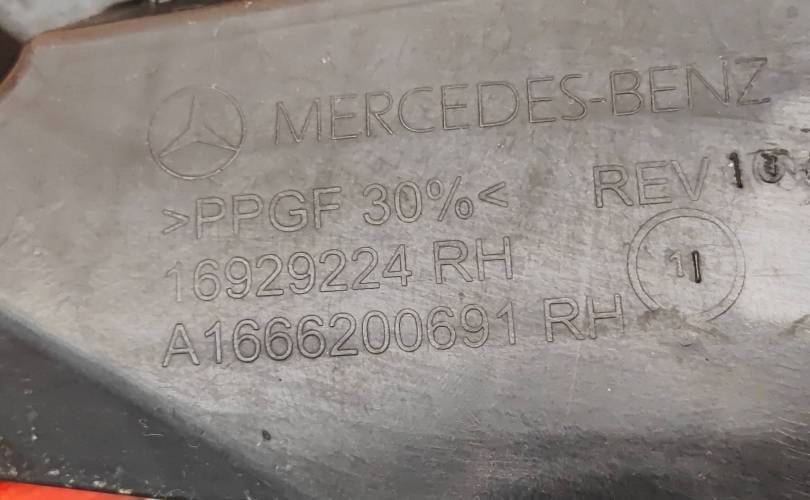 MERCEDES-BENZ
>PPGF 30%< REV
16929224 RH
A1666200691 RH